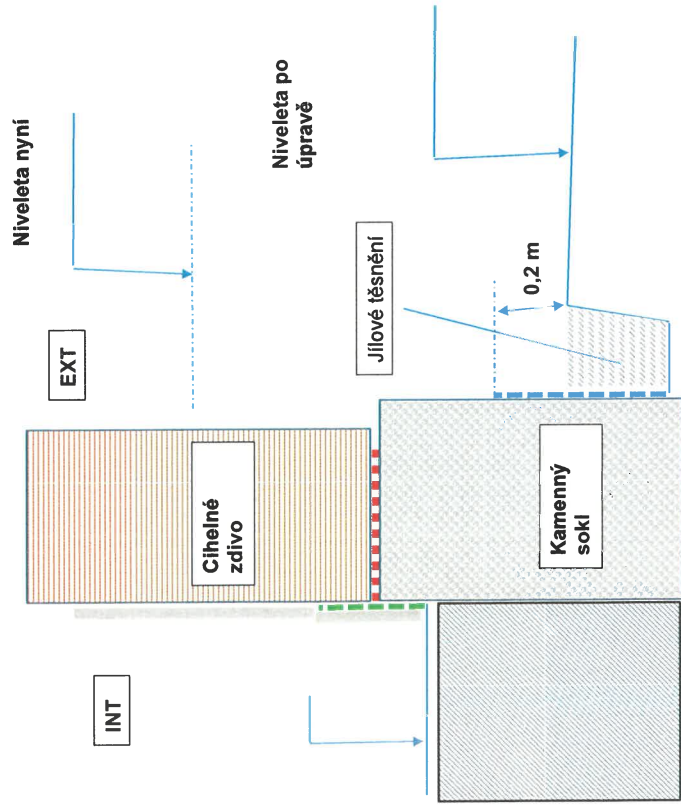 Niveleta nyní
EXT
Niveleta po
úpravě
Jílové těsnění
0,2 m
Cihelné
zdivo
Kamenný
sokl
INT